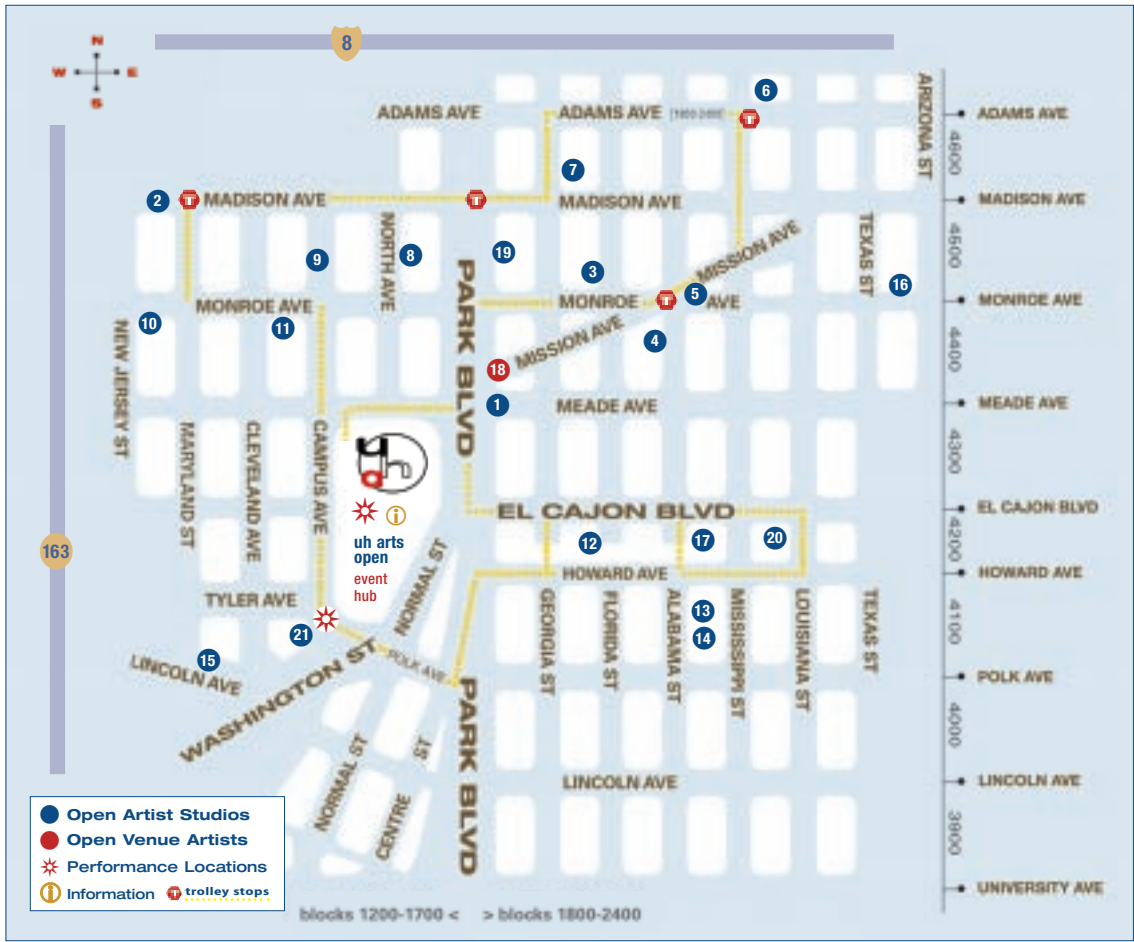 8
N
W E
S
6
ADAMS AVE
ADAMS AVE
T
ARIZONA ST
ADAMS AVE
4600
7
2
T
MADISON AVE
T
MADISON AVE
MADISON AVE
4500
NORTH AVE
8
9
19
3
MISSION AVE
TEXAS ST
16
PARK BLVD
5
MONROE AVE
MONROE
T
AVE
MONROE AVE
10
11
NEW JERSEY ST
MISSION AVE
4
4400
18
1
MEADE AVE
MEADE AVE
MARYLAND ST
CLEVELAND AVE
CAMPUS AVE
uh
a
4300
EL CAJON BLVD
EL CAJON BLVD
i
uh arts
open
event
hub
12
17
20
4200
163
NORMAL ST
HOWARD AVE
HOWARD AVE
TYLER AVE
GEORGIA ST
FLORIDA ST
ALABAMA ST
13
14
MISSISSIPPI ST
LOUISIANA ST
TEXAS ST
4100
21
15
LINCOLN AVE
WASHINGTON ST
POLK AVE
POLK AVE
PARK BLVD
4000
NORMAL ST
CENTRE
ST
LINCOLN AVE
LINCOLN AVE
3900
Open Artist Studios
Open Venue Artists
Performance Locations
i Information T trolley stops
UNIVERSITY AVE
blocks 1200-1700 < > blocks 1800-2400